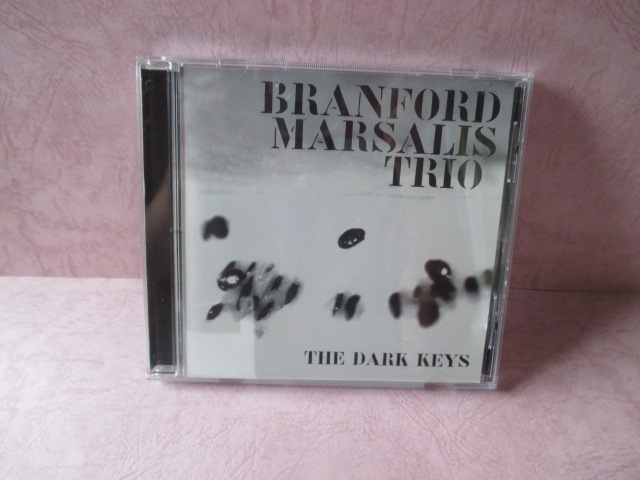 BRANFORD
MARSALIS
TRIO
THE DARK KEYS